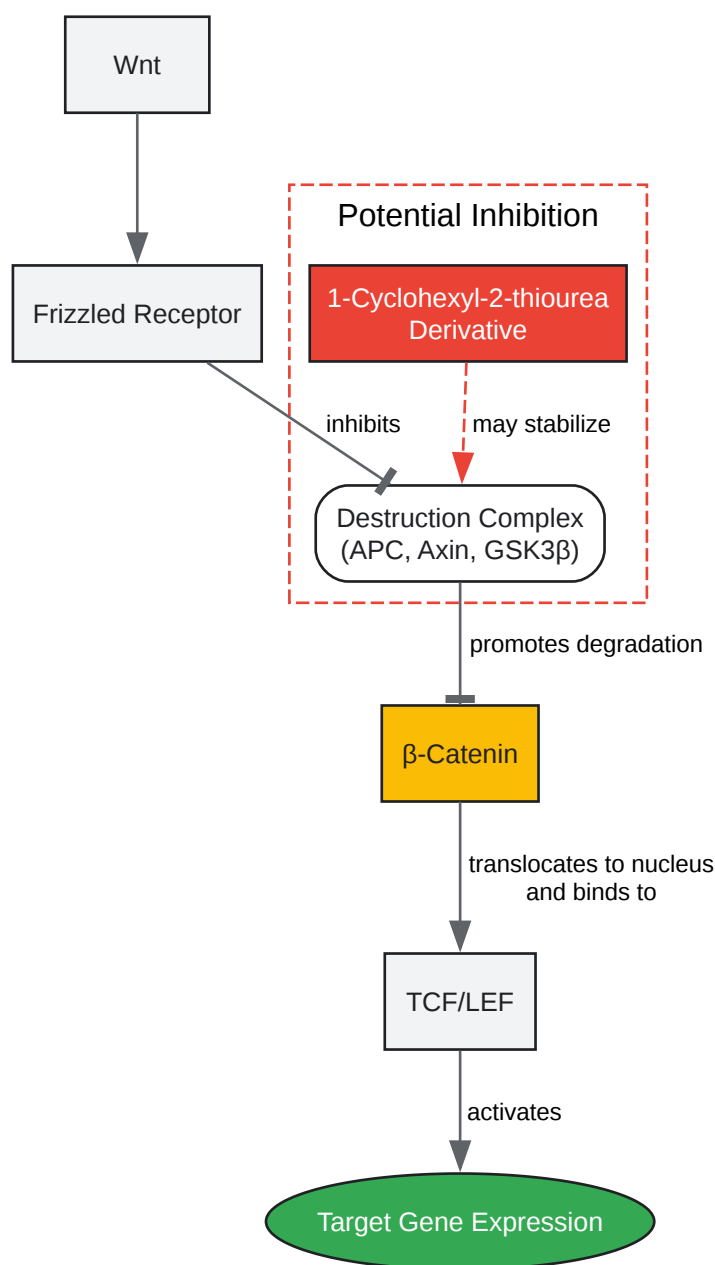 Wnt
Potential Inhibition
Frizzled Receptor
1-Cyclohexyl-2-thiourea
Derivative
inhibits
may stabilize
Destruction Complex
(APC, Axin, GSK3β)
promotes degradation
β-Catenin
translocates to nucleus
and binds to
TCF/LEF
activates
Target Gene Expression